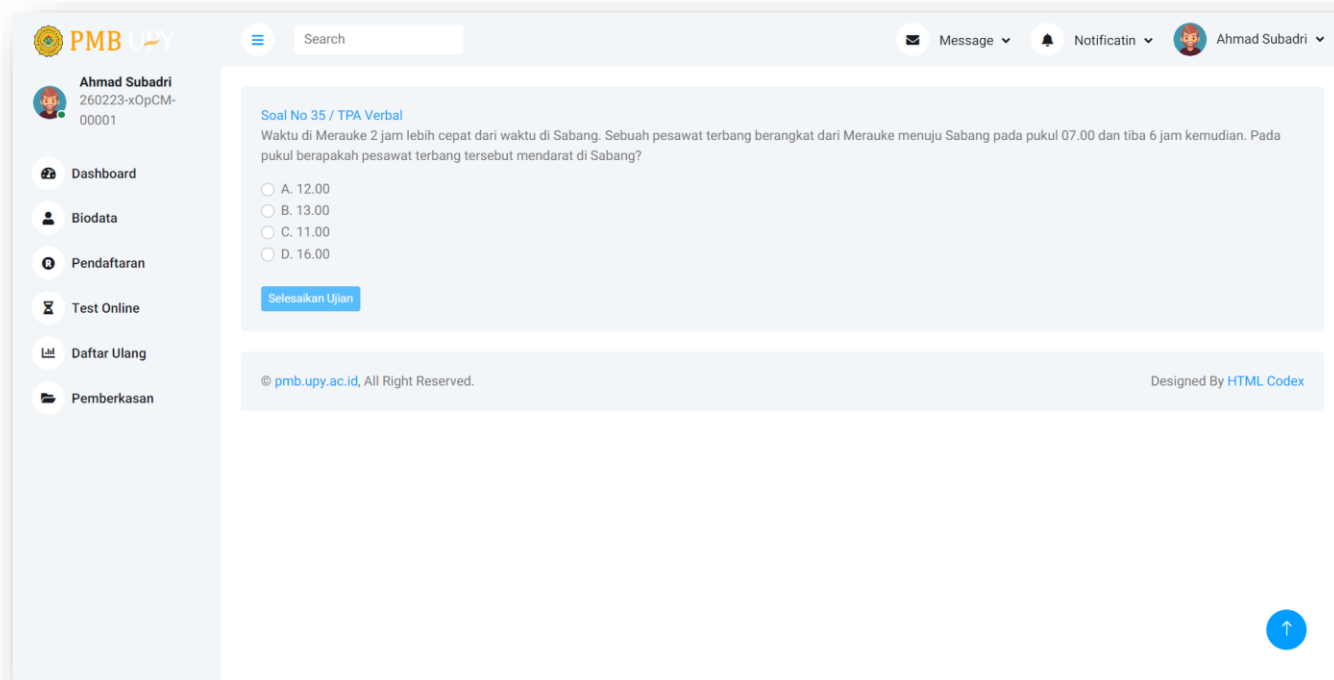 PMB UPY
Search
Message
Notificatin
Ahmad Subadri
Ahmad Subadri
260223-xOpCM-
00001
Dashboard
Biodata
Pendaftaran
Test Online
Daftar Ulang
Pemberkasan
Soal No 35 / TPA Verbal
Waktu di Merauke 2 jam lebih cepat dari waktu di Sabang. Sebuah pesawat terbang berangkat dari Merauke menuju Sabang pada pukul 07.00 dan tiba 6 jam kemudian. Pada
pukul berapakah pesawat terbang tersebut mendarat di Sabang?
A. 12.00
B. 13.00
C. 11.00
D. 16.00
Selesaikan Ujian
© pmb.upy.ac.id, All Right Reserved.
Designed By HTML Codex